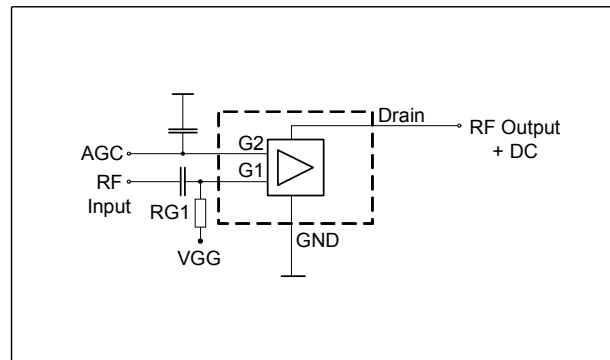 Drain
RF Output
+ DC
AGC
G2
RF
Input
G1
RG1
VGG
GND